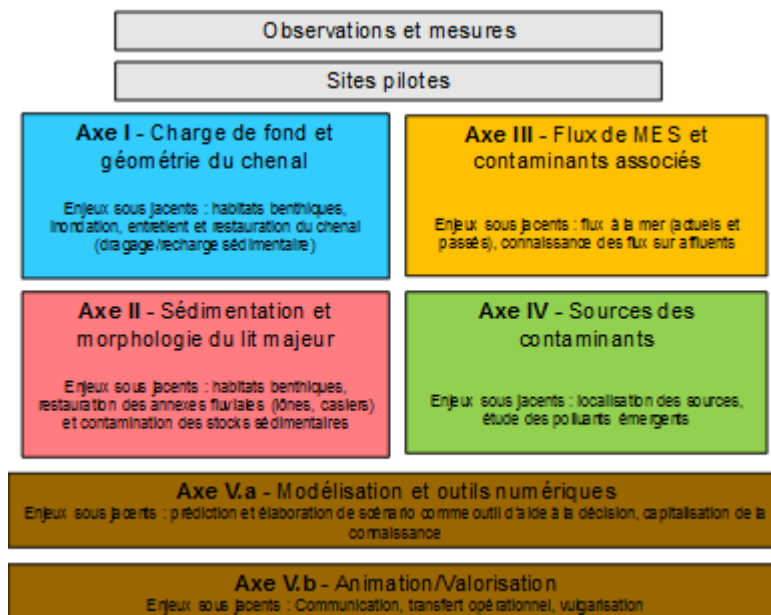 Observations et mesures
Sites pilotes
Axe I - Charge de fond et
géométrie du chenal
Enjeux sous jacents : habitats benthiques,
inondation, entretient et restauration du chenal
(dragage/recharge sédimentaire)
Axe III - Flux de MES et
contaminants associés
Enjeux sous jacents : flux à la mer (actuels et
passés), connaissance des flux sur affluents
Axe II - Sédimentation et
morphologie du lit majeur
Enjeux sous jacents : habitats benthiques,
restauration des annexes fluviales (lônes, casiers)
et contamination des stocks sédimentaires
Axe IV - Sources des
contaminants
Enjeux sous jacents : localisation des sources,
étude des polluants émergents
Axe V.a - Modélisation et outils numériques
Enjeux sous jacents : prédiction et élaboration de scénario comme outil d'aide à la décision, capitalisation de la
connaissance
Axe V.b - Animation/Valorisation
Enjeux sous jacents : Communication, transfert opérationnel, vulgarisation